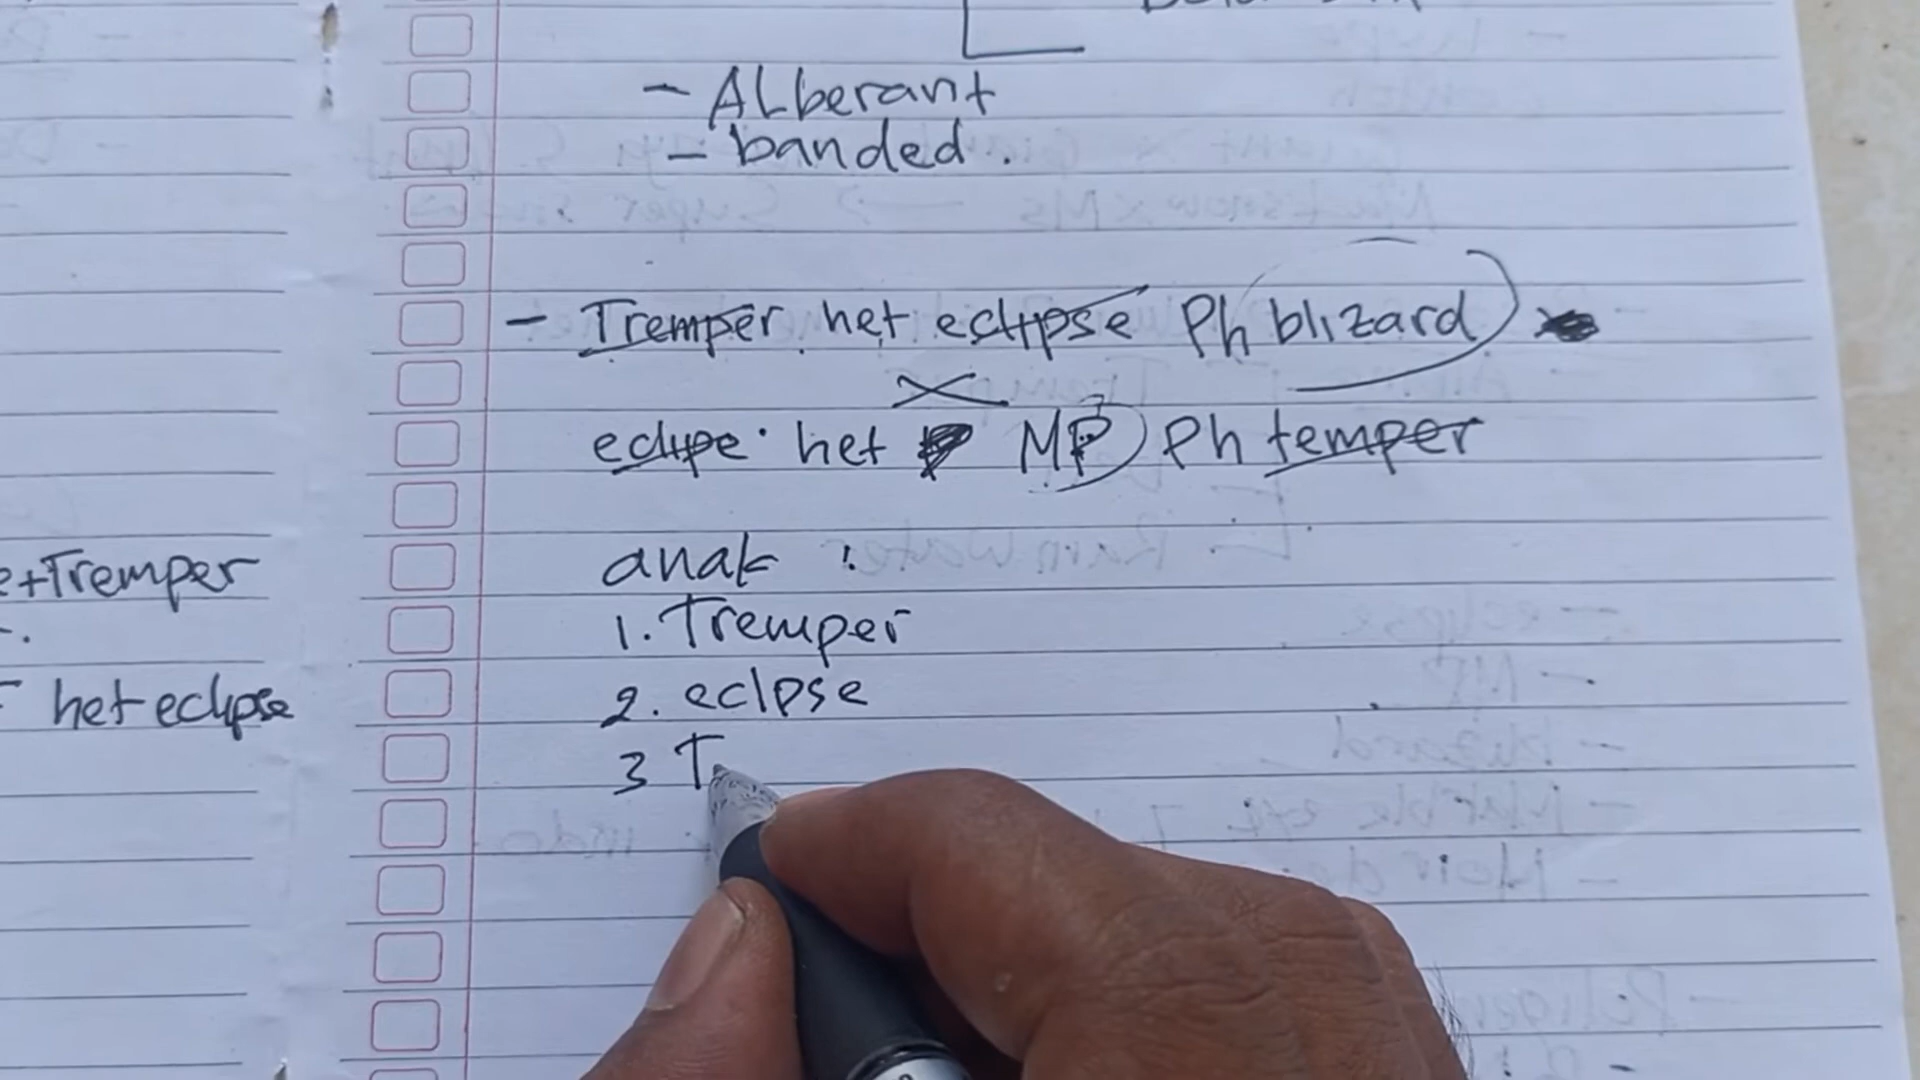 - ALberant
- banded.
- Tremper het eclipse Ph blizard
X
eclipe. het MP Ph temper
anak :
1. Tremper
2. eclpse
3 T
e+Tremper
- het eclipse